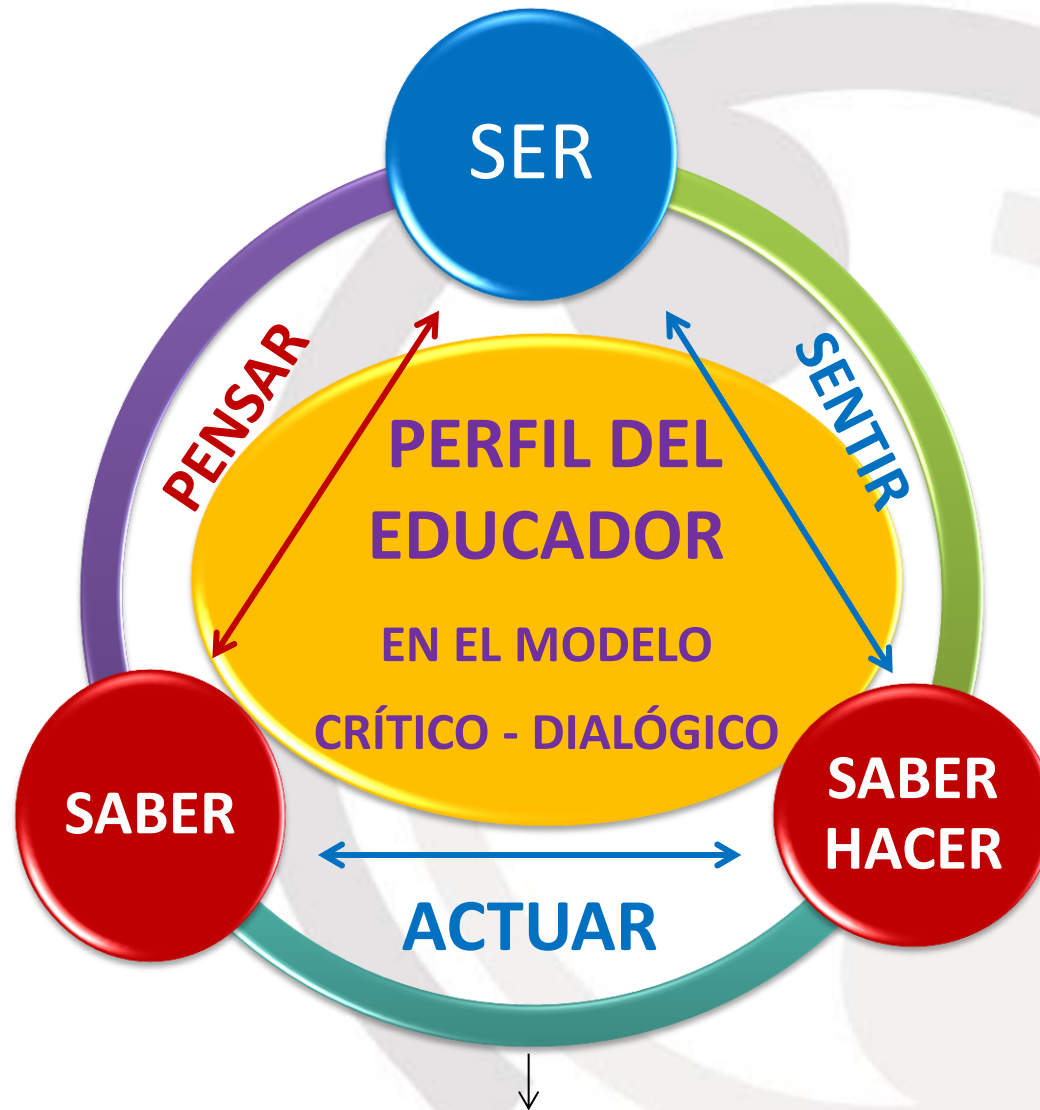 SER
PENSAR
SENTIR
PERFIL DEL
EDUCADOR
EN EL MODELO
CRÍTICO - DIALÓGICO
SABER
SABER
HACER
ACTUAR